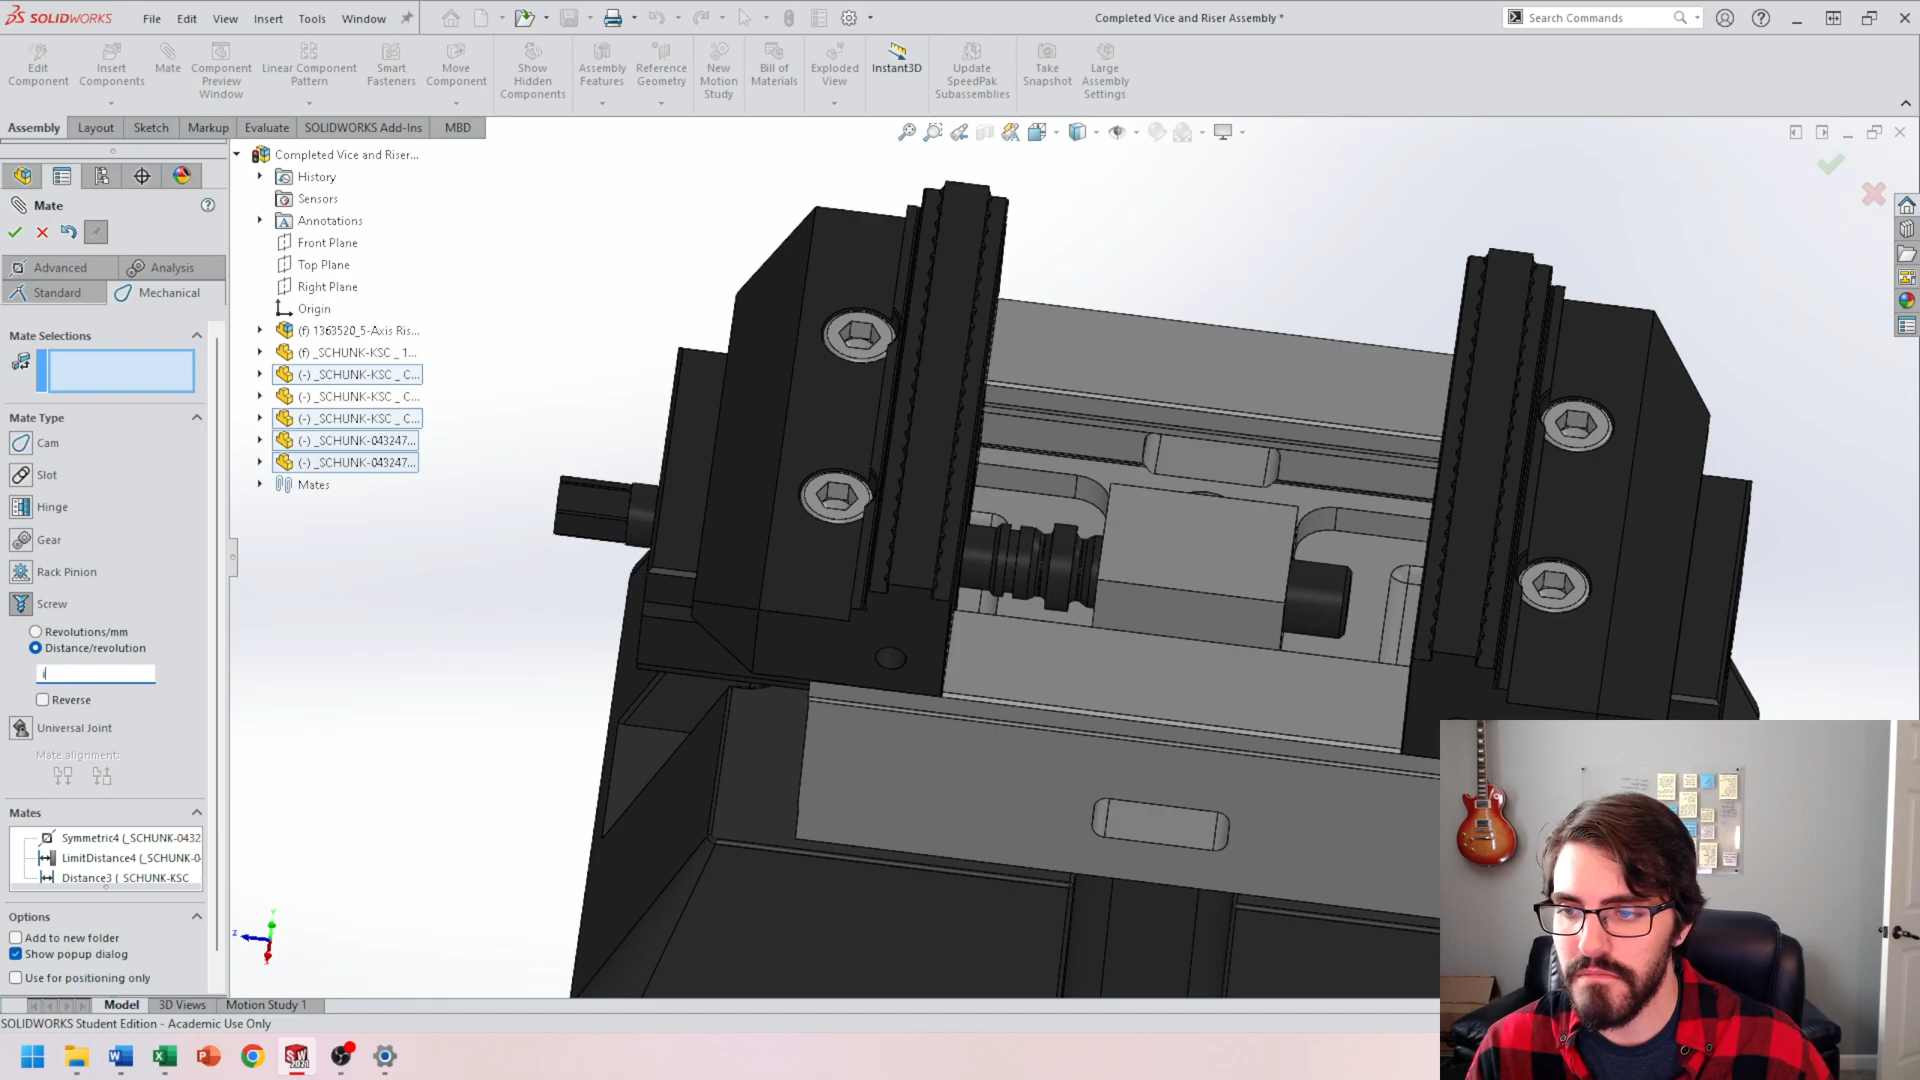 SOLIDWORKS
File Edit View Insert Tools Window
Completed Vice and Riser Assembly *
Search Commands
Edit Component
Insert Components
Mate
Component Preview Window
Linear Component Pattern
Smart Fasteners
Move Component
Show Hidden Components
Assembly Features
Reference Geometry
New Motion Study
Bill of Materials
Exploded View
Instant3D
Update SpeedPak Subassemblies
Take Snapshot
Large Assembly Settings
Assembly Layout Sketch Markup Evaluate SOLIDWORKS Add-Ins MBD
Mate
Advanced
Analysis
Standard
Mechanical
Mate Selections
Mate Type
Cam
Slot
Hinge
Gear
Rack Pinion
Screw
Revolutions/mm
Distance/revolution
i
Reverse
Universal Joint
Mate alignment:
Mates
Symmetric4 (_SCHUNK-0432
LimitDistance4 (_SCHUNK-0
Distance3 ( SCHUNK-KSC
Options
Add to new folder
Show popup dialog
Use for positioning only
Completed Vice and Riser...
History
Sensors
Annotations
Front Plane
Top Plane
Right Plane
Origin
(f) 1363520_5-Axis Ris...
(f) _SCHUNK-KSC _ 1...
(-) _SCHUNK-KSC _ C...
(-) _SCHUNK-KSC _ C...
(-) _SCHUNK-KSC _ C...
(-) _SCHUNK-043247...
(-) _SCHUNK-043247...
Mates
Z
Model 3D Views Motion Study 1
SOLIDWORKS Student Edition - Academic Use Only